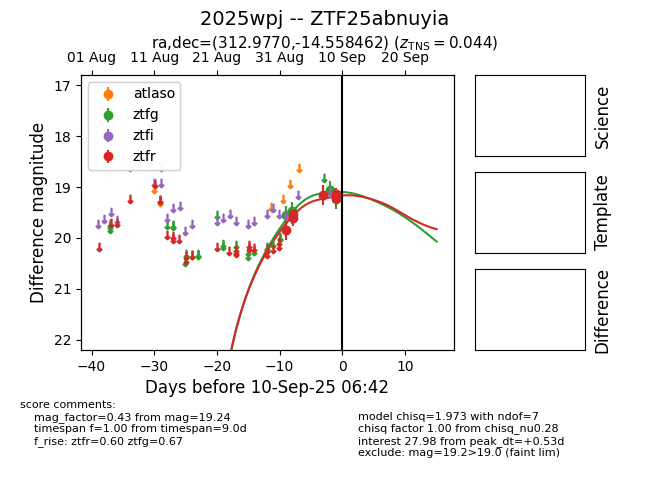 2025wpj -- ZTF25abnuyia
ra,dec=(312.9770,-14.558462) (z_TNS = 0.044)
01 Aug 11 Aug 21 Aug 31 Aug 10 Sep 20 Sep
atlaso
ztfg
ztfi
ztfr
17
18
19
20
21
22
Difference magnitude
−40 −30 −20 −10 0 10
Days before 10-Sep-25 06:42
Science
Template
Difference
score comments:
mag_factor=0.43 from mag=19.24
timespan f=1.00 from timespan=9.0d
f_rise: ztfr=0.60 ztfg=0.67
model chisq=1.973 with ndof=7
chisq factor 1.00 from chisq_nu0.28
interest 27.98 from peak_dt=+0.53d
exclude: mag=19.2>19.0 (faint lim)